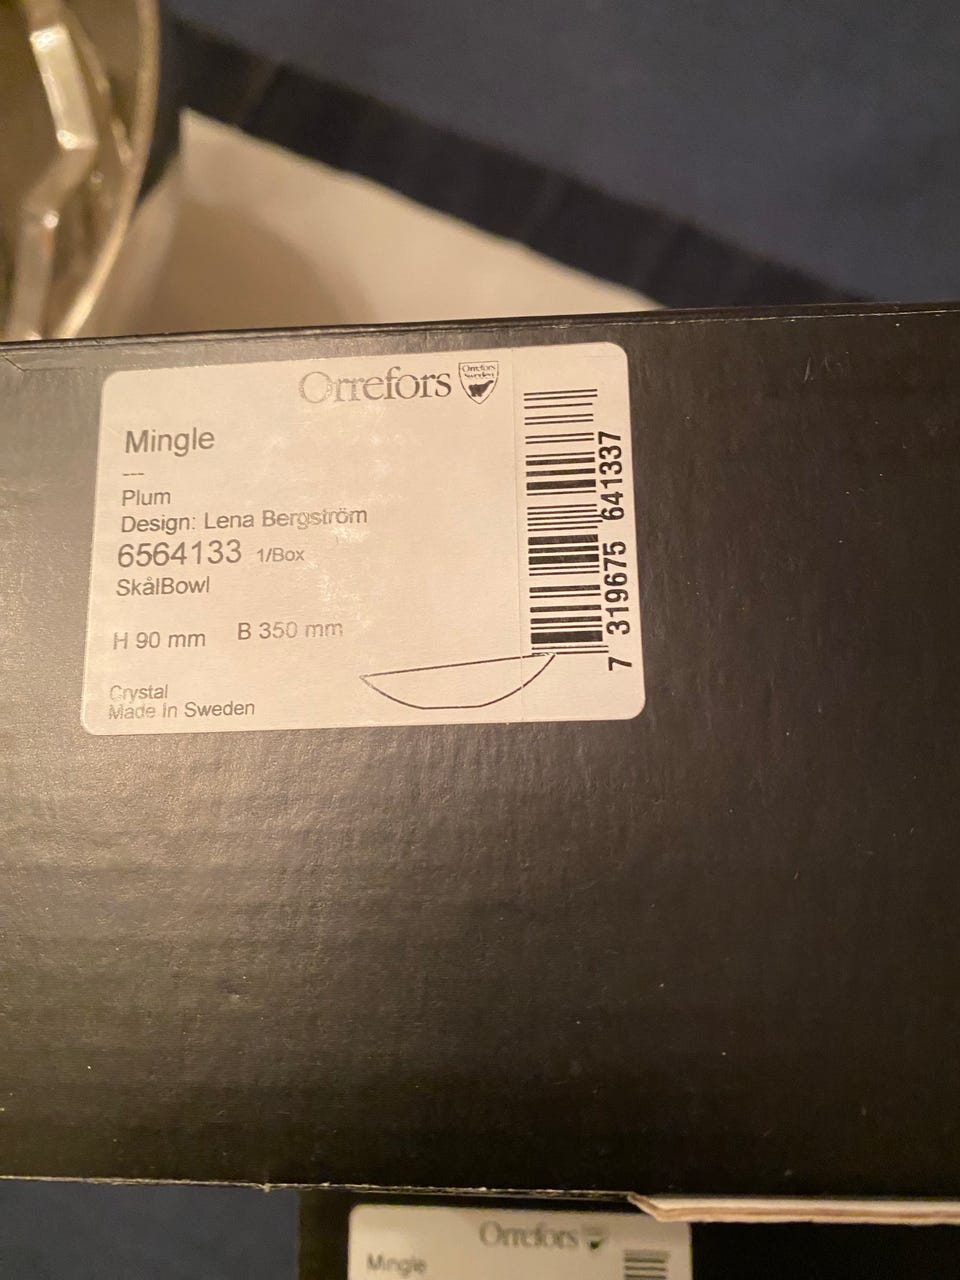 Orrefors
Orrefors
Sweden
Mingle
---
Plum
Design: Lena Bergström
6564133 1/Box
SkålBowl
H 90 mm B 350 mm
Crystal
Made In Sweden
7 319675 641337
Orrefors
Mingle